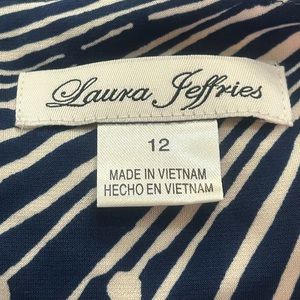 Laura Jeffries
12
MADE IN VIETNAM
HECHO EN VIETNAM